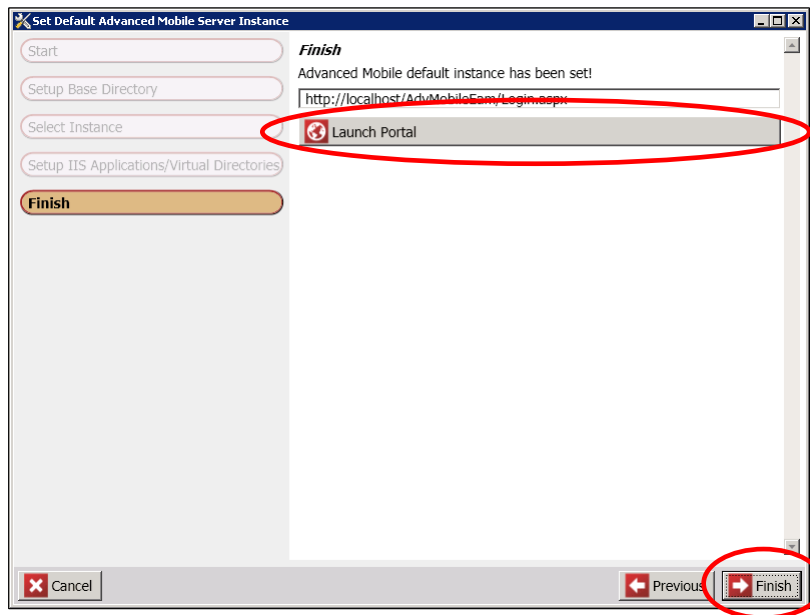 Set Default Advanced Mobile Server Instance
Start
Setup Base Directory
Select Instance
Setup IIS Applications/Virtual Directories
Finish
Finish
Advanced Mobile default instance has been set!
http://localhost/AdvMobileEam/Login.aspx
Launch Portal
Cancel
Previous
Finish